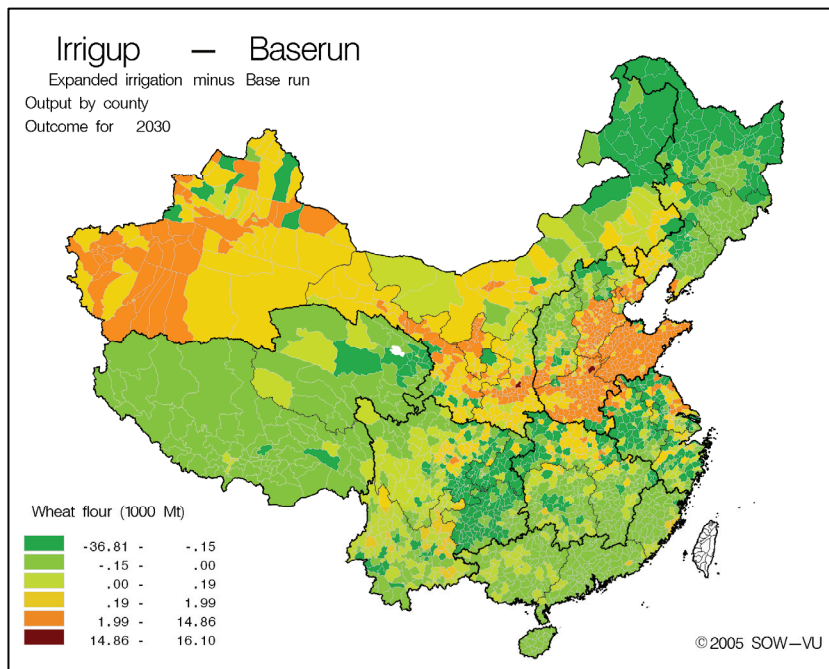 Irrigup — Baserun
Expanded irrigation minus Base run
Output by county
Outcome for 2030
Wheat flour (1000 Mt)
-36.81 - -.15
-.15 - .00
.00 - .19
.19 - 1.99
1.99 - 14.86
14.86 - 16.10
©2005 SOW—VU